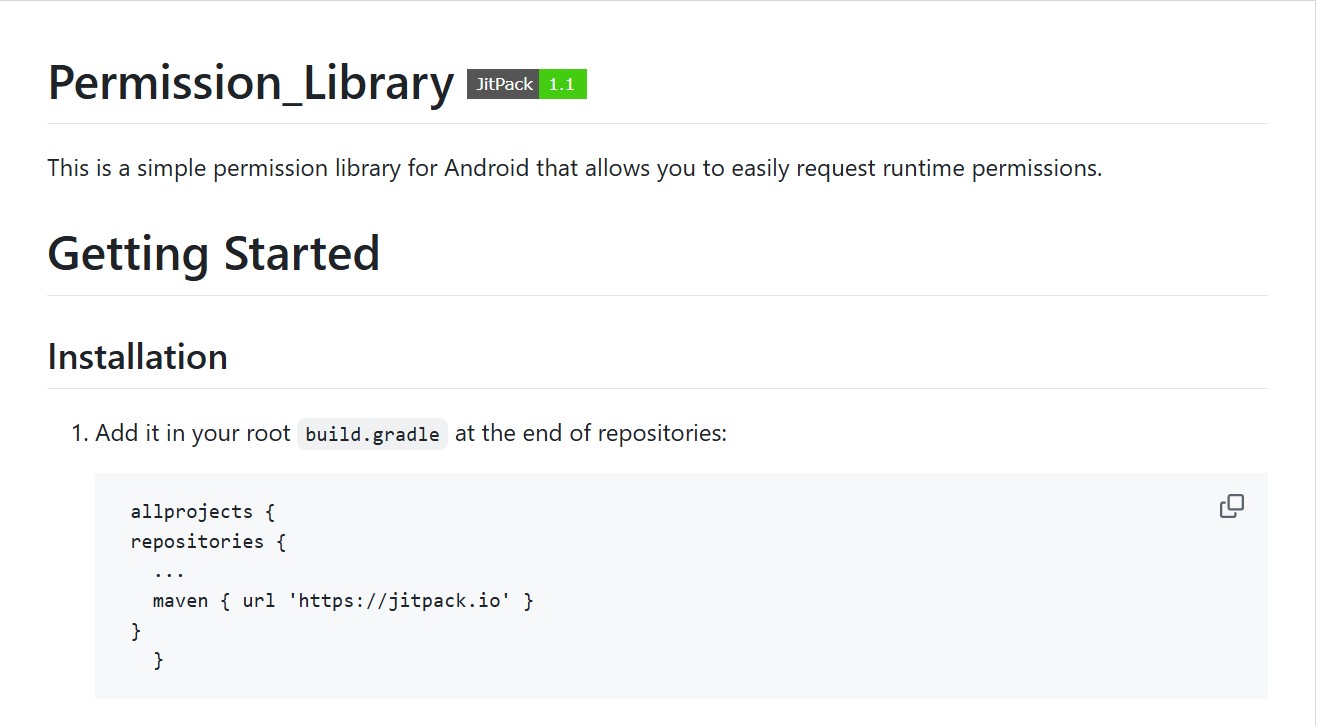 Permission_Library JitPack 1.1
This is a simple permission library for Android that allows you to easily request runtime permissions.
Getting Started
Installation
1. Add it in your root build.gradle at the end of repositories:
allprojects {
repositories {
  ...
  maven { url 'https://jitpack.io' }
}
  }